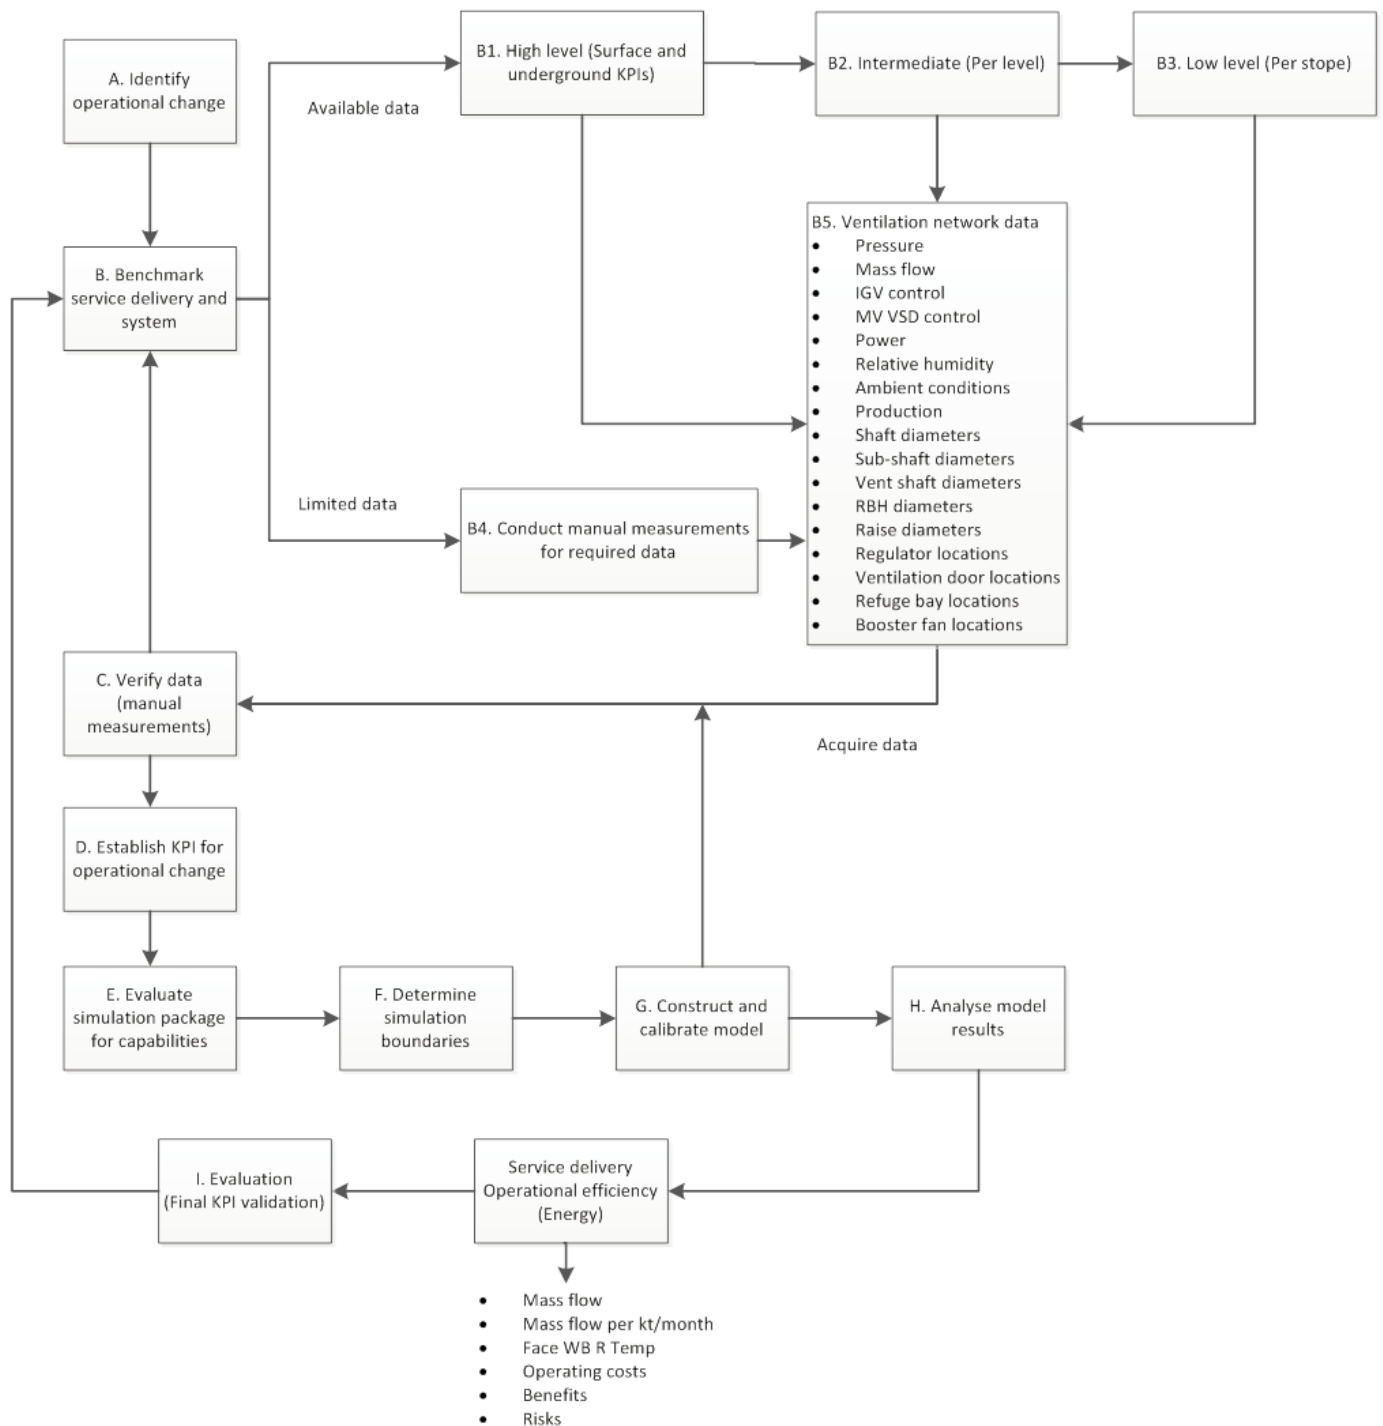 A. Identify
operational change
Available data
B1. High level (Surface and
underground KPIs)
B2. Intermediate (Per level)
B3. Low level (Per stope)
B. Benchmark
service delivery and
system
B5. Ventilation network data
• Pressure
• Mass flow
• IGV control
• MV VSD control
• Power
• Relative humidity
• Ambient conditions
• Production
• Shaft diameters
• Sub-shaft diameters
• Vent shaft diameters
• RBH diameters
• Raise diameters
• Regulator locations
• Ventilation door locations
• Refuge bay locations
• Booster fan locations
Limited data
B4. Conduct manual measurements
for required data
C. Verify data
(manual
measurements)
Acquire data
D. Establish KPI for
operational change
E. Evaluate
simulation package
for capabilities
F. Determine
simulation
boundaries
G. Construct and
calibrate model
H. Analyse model
results
I. Evaluation
(Final KPI validation)
Service delivery
Operational efficiency
(Energy)
• Mass flow
• Mass flow per kt/month
• Face WB R Temp
• Operating costs
• Benefits
• Risks